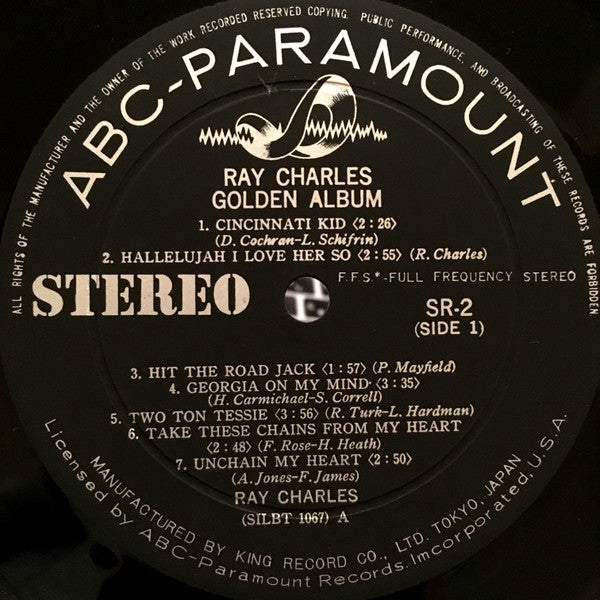 ALL RIGHTS OF THE MANUFACTURER AND THE OWNER OF THE WORK RECORDED RESERVED COPYING, PUBLIC PERFORMANCE, AND BROADCASTING OF THESE RECORDS ARE FORBIDDEN
ABC-PARAMOUNT
RAY CHARLES
GOLDEN ALBUM
1. CINCINNATI KID <2:26>
(D. Cochran-L. Schifrin)
2. HALLELUJAH I LOVE HER SO <2:55> (R. Charles)
STEREO
F.F.S.*-FULL FREQUENCY STEREO
SR-2
(SIDE 1)
3. HIT THE ROAD JACK <1:57> (P. Mayfield)
4. GEORGIA ON MY MIND <3:35>
(H. Carmichael-S. Correll)
5. TWO TON TESSIE <3:56> (R. Turk-L. Hardman)
6. TAKE THESE CHAINS FROM MY HEART
<2:48> (F. Rose-H. Heath)
7. UNCHAIN MY HEART <2:50>
(A. Jones-F. James)
RAY CHARLES
(SILBT 1067) A
MANUFACTURED BY KING RECORD CO., LTD. TOKYO, JAPAN
Licensed by ABC-Paramount Records. Incorporated, U.S.A.